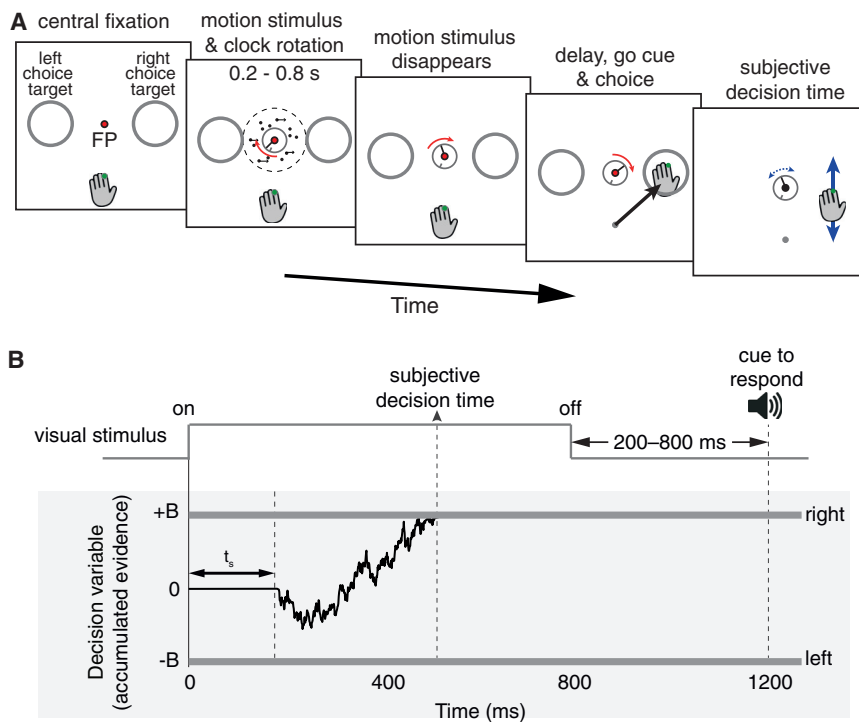 A
central fixation
left
choice
target
right
choice
target
FP
motion stimulus
& clock rotation
0.2 - 0.8 s
motion stimulus
disappears
delay, go cue
& choice
subjective
decision time
Time
B
visual stimulus
on
subjective
decision time
off
cue to
respond
200–800 ms
Decision variable
(accumulated evidence)
+B
0
-B
ts
right
left
0
400
800
1200
Time (ms)